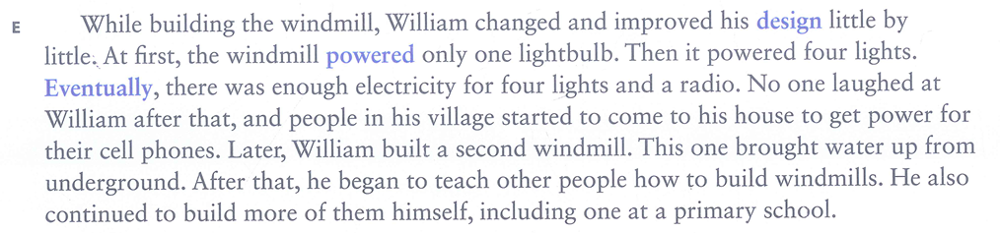 E While building the windmill, William changed and improved his design little by
little. At first, the windmill powered only one lightbulb. Then it powered four lights.
Eventually, there was enough electricity for four lights and a radio. No one laughed at
William after that, and people in his village started to come to his house to get power for
their cell phones. Later, William built a second windmill. This one brought water up from
underground. After that, he began to teach other people how to build windmills. He also
continued to build more of them himself, including one at a primary school.